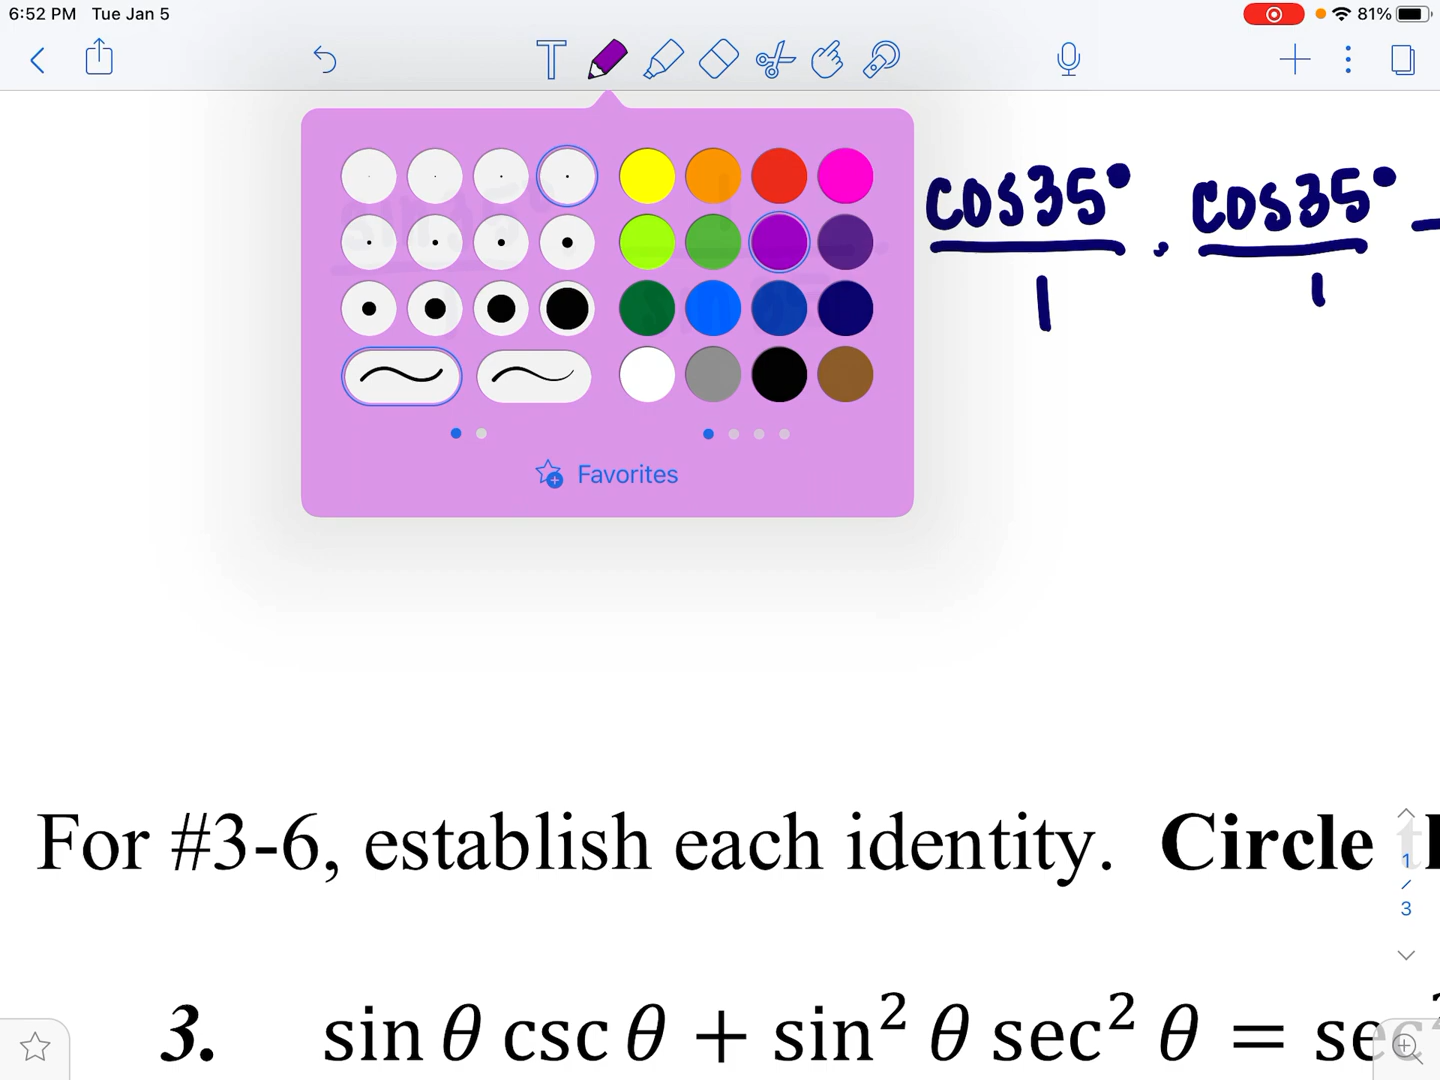 6:52 PM Tue Jan 5 81%
T
cos35° · cos35° −
1 1
Favorites
For #3-6, establish each identity. Circle
1
/
3
3. sin θ csc θ + sin² θ sec² θ = sec